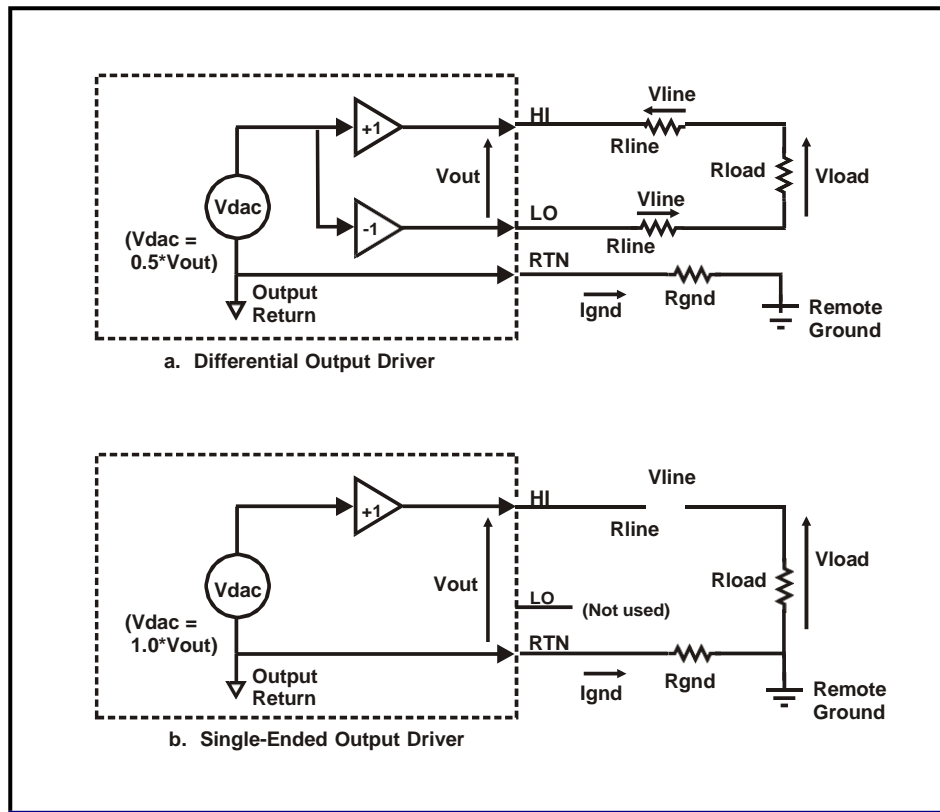 Vline
+1
HI
Rline
Rload
Vload
Vout
Vdac
Vline
-1
LO
(Vdac =
0.5*Vout)
Rline
RTN
Output
Return
Ignd
Rgnd
Remote
Ground
a. Differential Output Driver
Vline
+1
HI
Rline
Vload
Rload
Vdac
Vout
LO
(Not used)
(Vdac =
1.0*Vout)
RTN
Output
Return
Ignd
Rgnd
Remote
Ground
b. Single-Ended Output Driver